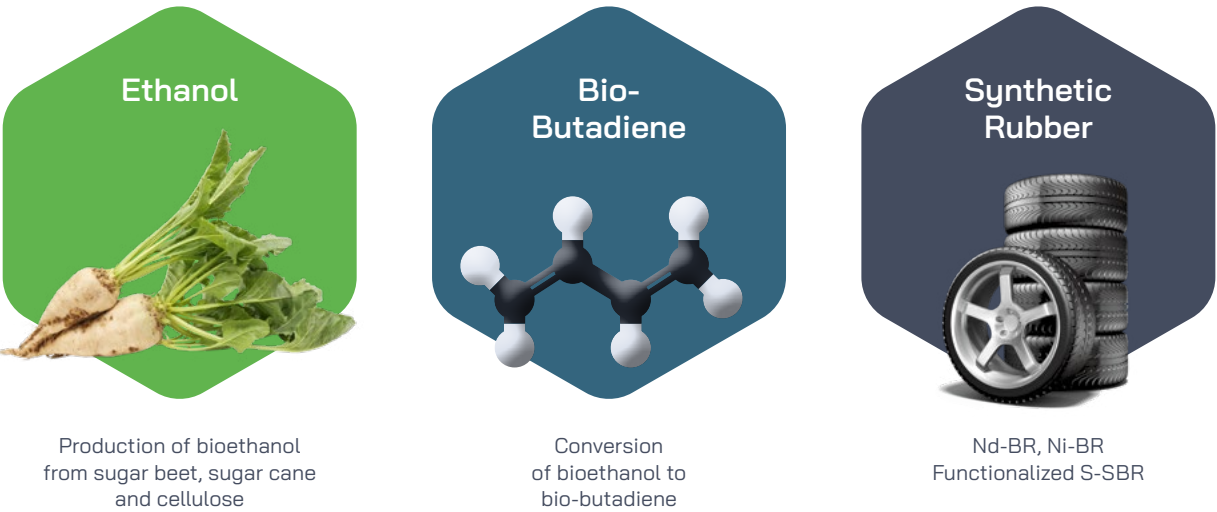 Ethanol
Production of bioethanol
from sugar beet, sugar cane
and cellulose
Bio-
Butadiene
Conversion
of bioethanol to
bio-butadiene
Synthetic
Rubber
Nd-BR, Ni-BR
Functionalized S-SBR